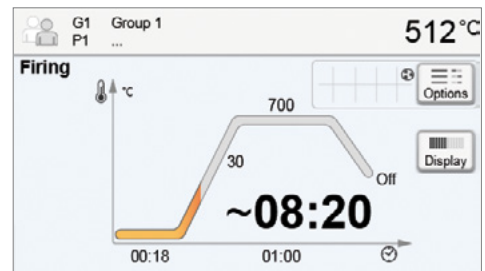 G1 Group 1
P1 ...
512°C
Firing
°C
Options
700
30
Display
Off
~08:20
00:18 01:00